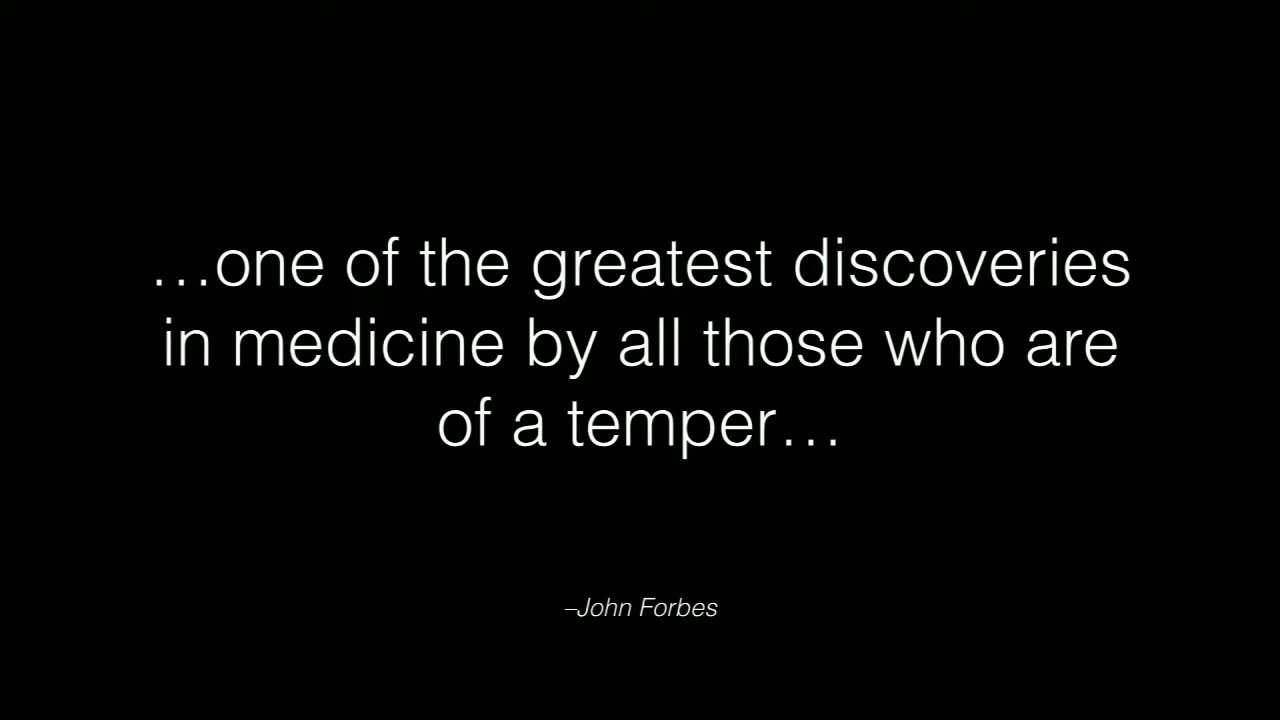 …one of the greatest discoveries
in medicine by all those who are
of a temper…
–John Forbes